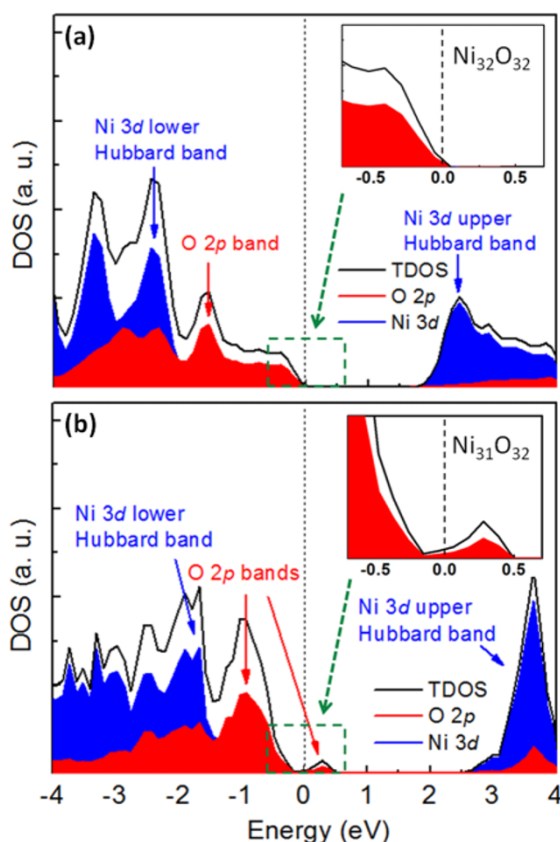 (a)
Ni₃₂O₃₂
-0.5 0.0 0.5
Ni 3d lower
Hubbard band
O 2p band
Ni 3d upper
Hubbard band
TDOS
O 2p
Ni 3d
DOS (a. u.)
(b)
Ni₃₁O₃₂
-0.5 0.0 0.5
Ni 3d lower
Hubbard band
O 2p bands
Ni 3d upper
Hubbard band
TDOS
O 2p
Ni 3d
DOS (a. u.)
-4 -3 -2 -1 0 1 2 3 4
Energy (eV)